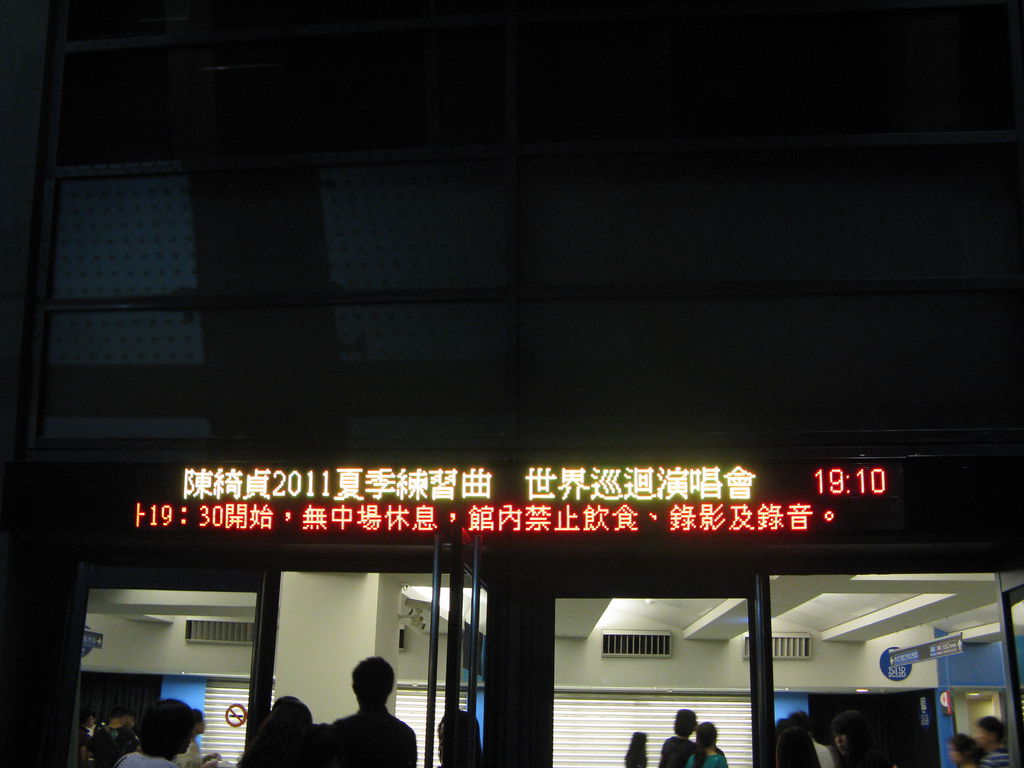 陳綺貞2011夏季練習曲 世界巡迴演唱會 19:10
19:30開始，無中場休息，館內禁止飲食、錄影及錄音。